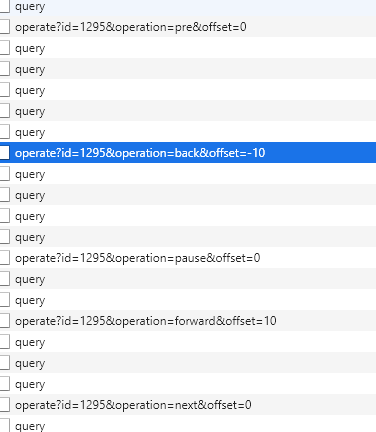 query
operate?id=1295&operation=pre&offset=0
query
query
query
query
query
operate?id=1295&operation=back&offset=-10
query
query
query
query
operate?id=1295&operation=pause&offset=0
query
query
operate?id=1295&operation=forward&offset=10
query
query
query
operate?id=1295&operation=next&offset=0
query